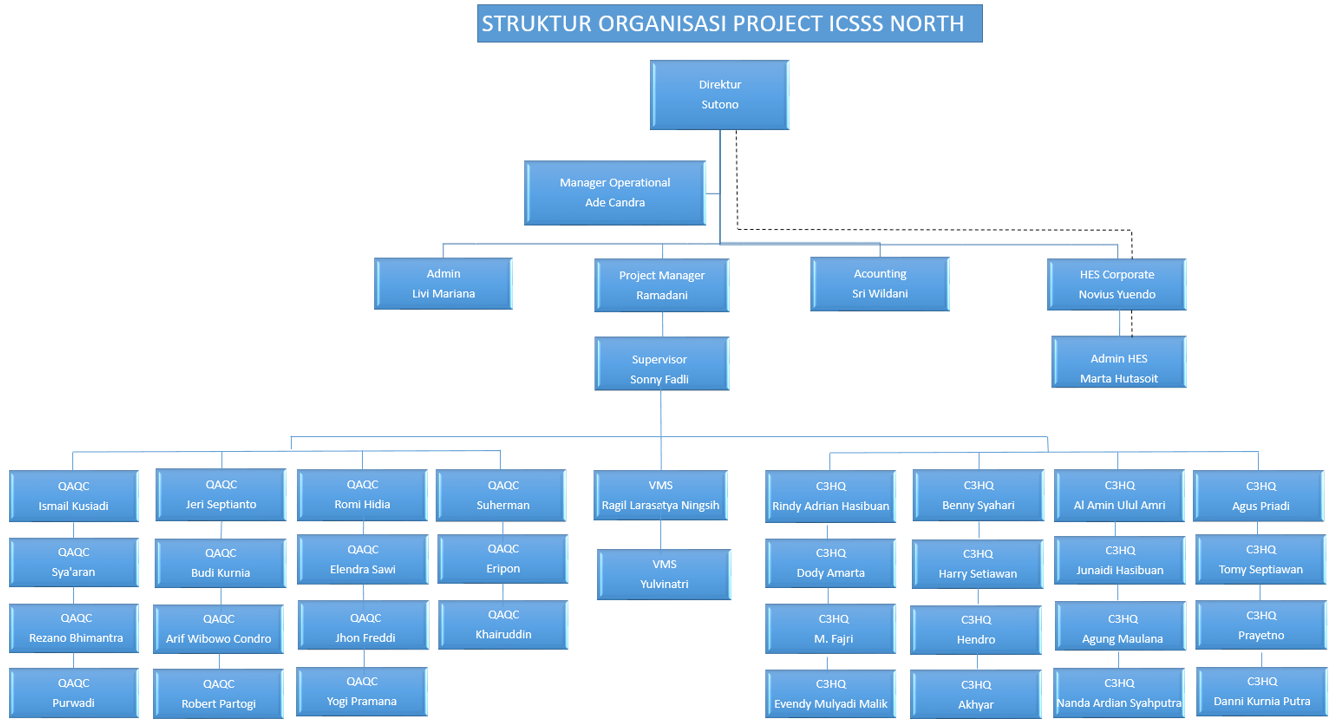 STRUKTUR ORGANISASI PROJECT ICSSS NORTH
Direktur
Sutono
Manager Operational
Ade Candra
Admin
Livi Mariana
Project Manager
Ramadani
Acounting
Sri Wildani
HES Corporate
Novius Yuendo
Supervisor
Sonny Fadli
Admin HES
Marta Hutasoit
QAQC
Ismail Kusiadi
QAQC
Jeri Septianto
QAQC
Romi Hidia
QAQC
Suherman
VMS
Ragil Larasatya Ningsih
C3HQ
Rindy Adrian Hasibuan
C3HQ
Benny Syahari
C3HQ
Al Amin Ulul Amri
C3HQ
Agus Priadi
QAQC
Sya'aran
QAQC
Budi Kurnia
QAQC
Elendra Sawi
QAQC
Eripon
VMS
Yulvinatri
C3HQ
Dody Amarta
C3HQ
Harry Setiawan
C3HQ
Junaidi Hasibuan
C3HQ
Tomy Septiawan
QAQC
Rezano Bhimantra
QAQC
Arif Wibowo Condro
QAQC
Jhon Freddi
QAQC
Khairuddin
C3HQ
M. Fajri
C3HQ
Hendro
C3HQ
Agung Maulana
C3HQ
Prayetno
QAQC
Purwadi
QAQC
Robert Partogi
QAQC
Yogi Pramana
C3HQ
Evendy Mulyadi Malik
C3HQ
Akhyar
C3HQ
Nanda Ardian Syahputra
C3HQ
Danni Kurnia Putra